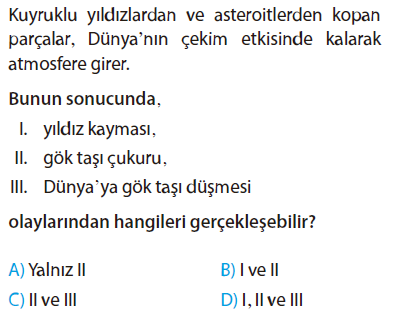 Kuyruklu yıldızlardan ve asteroitlerden kopan
parçalar, Dünya’nın çekim etkisinde kalarak
atmosfere girer.
Bunun sonucunda,
I. yıldız kayması,
II. gök taşı çukuru,
III. Dünya’ya gök taşı düşmesi
olaylarından hangileri gerçekleşebilir?
A) Yalnız II B) I ve II
C) II ve III D) I, II ve III